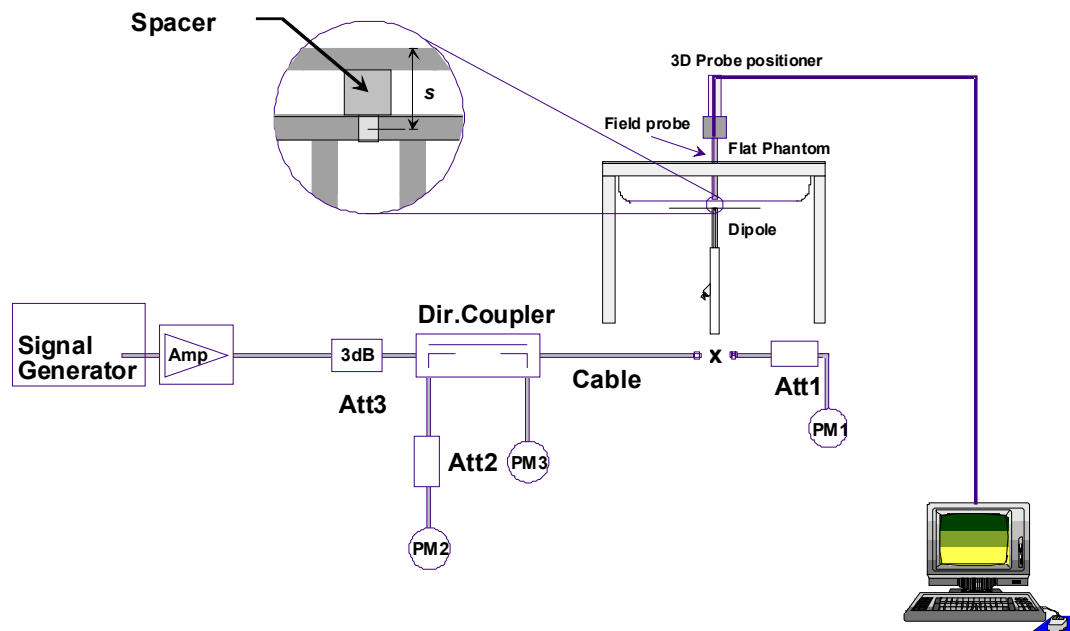 Spacer
s
3D Probe positioner
Field probe
Flat Phantom
Dipole
Dir.Coupler
Signal
Generator
Amp
3dB
x
Cable
Att1
Att3
PM1
Att2
PM3
PM2